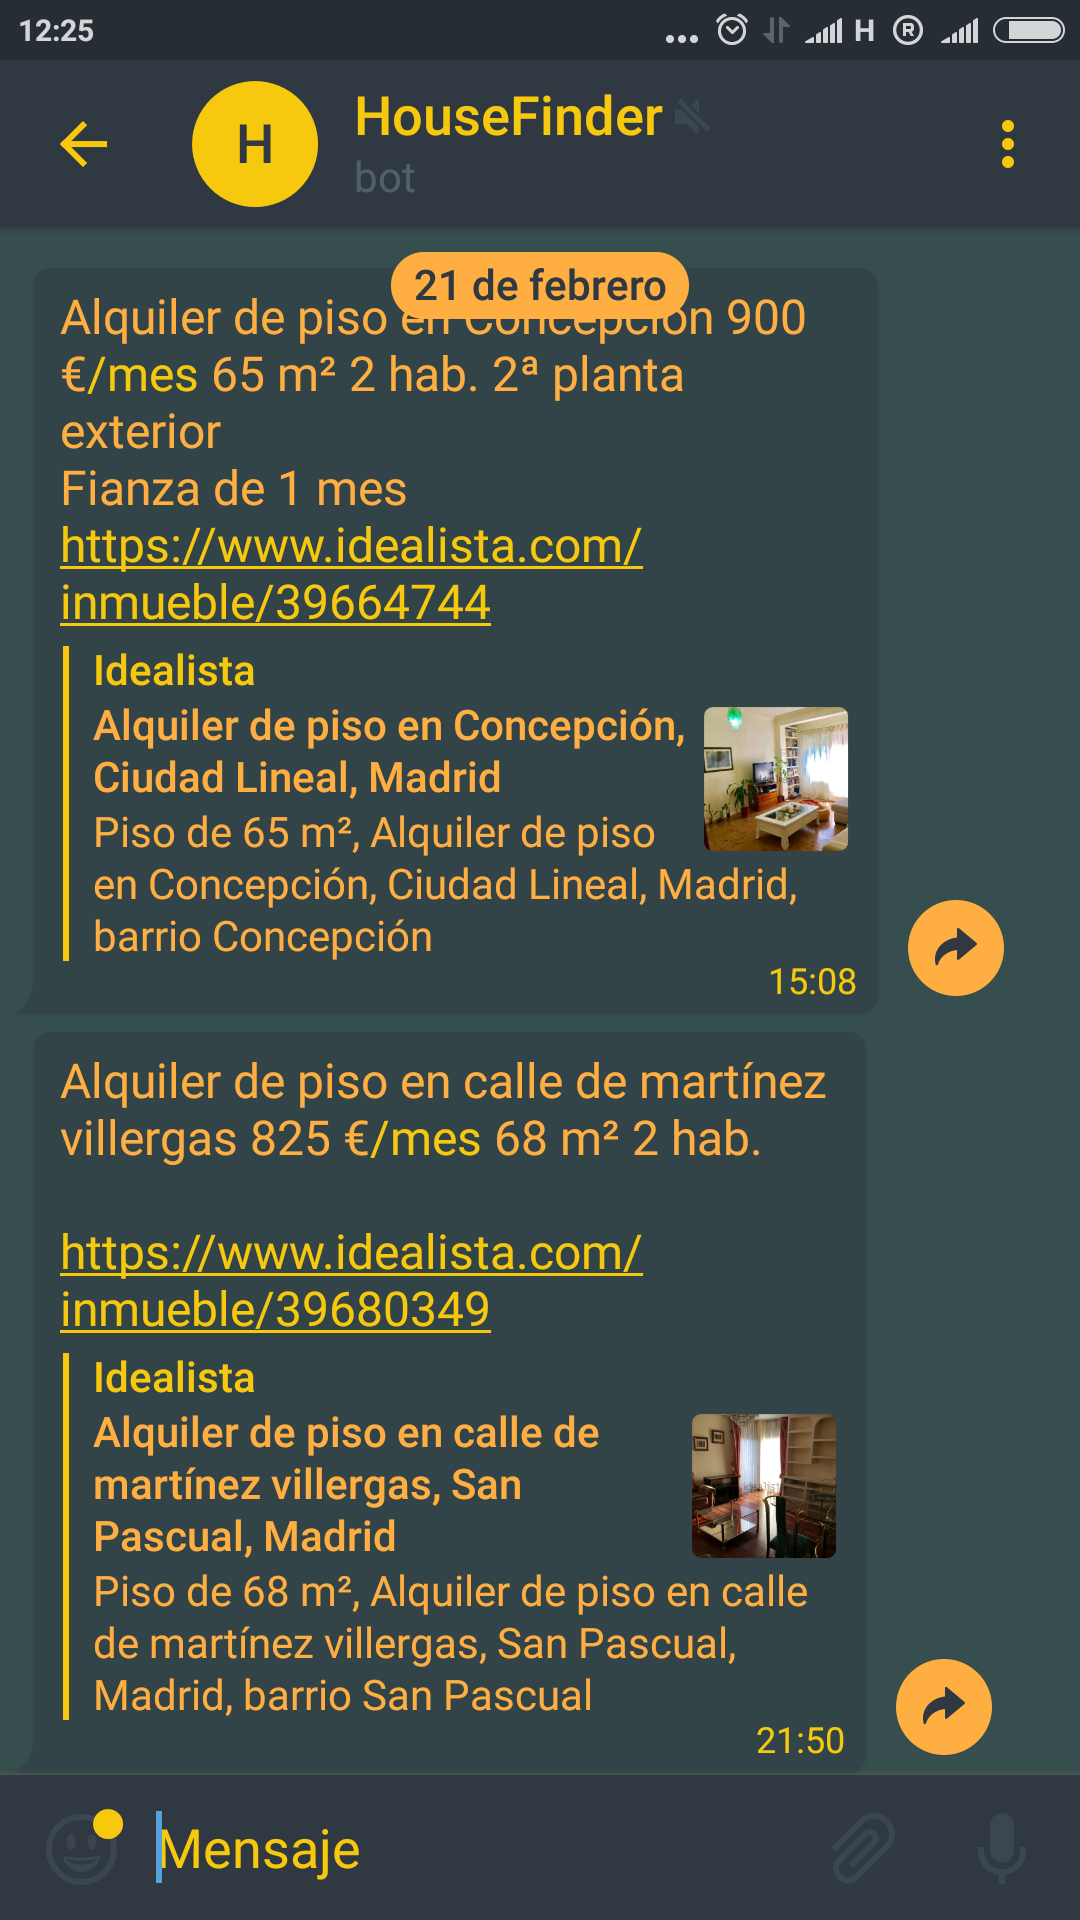 12:25
H
R
H
HouseFinder
bot
21 de febrero
Alquiler de piso en Concepción 900
€/mes 65 m² 2 hab. 2ª planta
exterior
Fianza de 1 mes
https://www.idealista.com/
inmueble/39664744
Idealista
Alquiler de piso en Concepción,
Ciudad Lineal, Madrid
Piso de 65 m², Alquiler de piso
en Concepción, Ciudad Lineal, Madrid,
barrio Concepción
15:08
Alquiler de piso en calle de martínez
villergas 825 €/mes 68 m² 2 hab.
https://www.idealista.com/
inmueble/39680349
Idealista
Alquiler de piso en calle de
martínez villergas, San
Pascual, Madrid
Piso de 68 m², Alquiler de piso en calle
de martínez villergas, San Pascual,
Madrid, barrio San Pascual
21:50
Mensaje